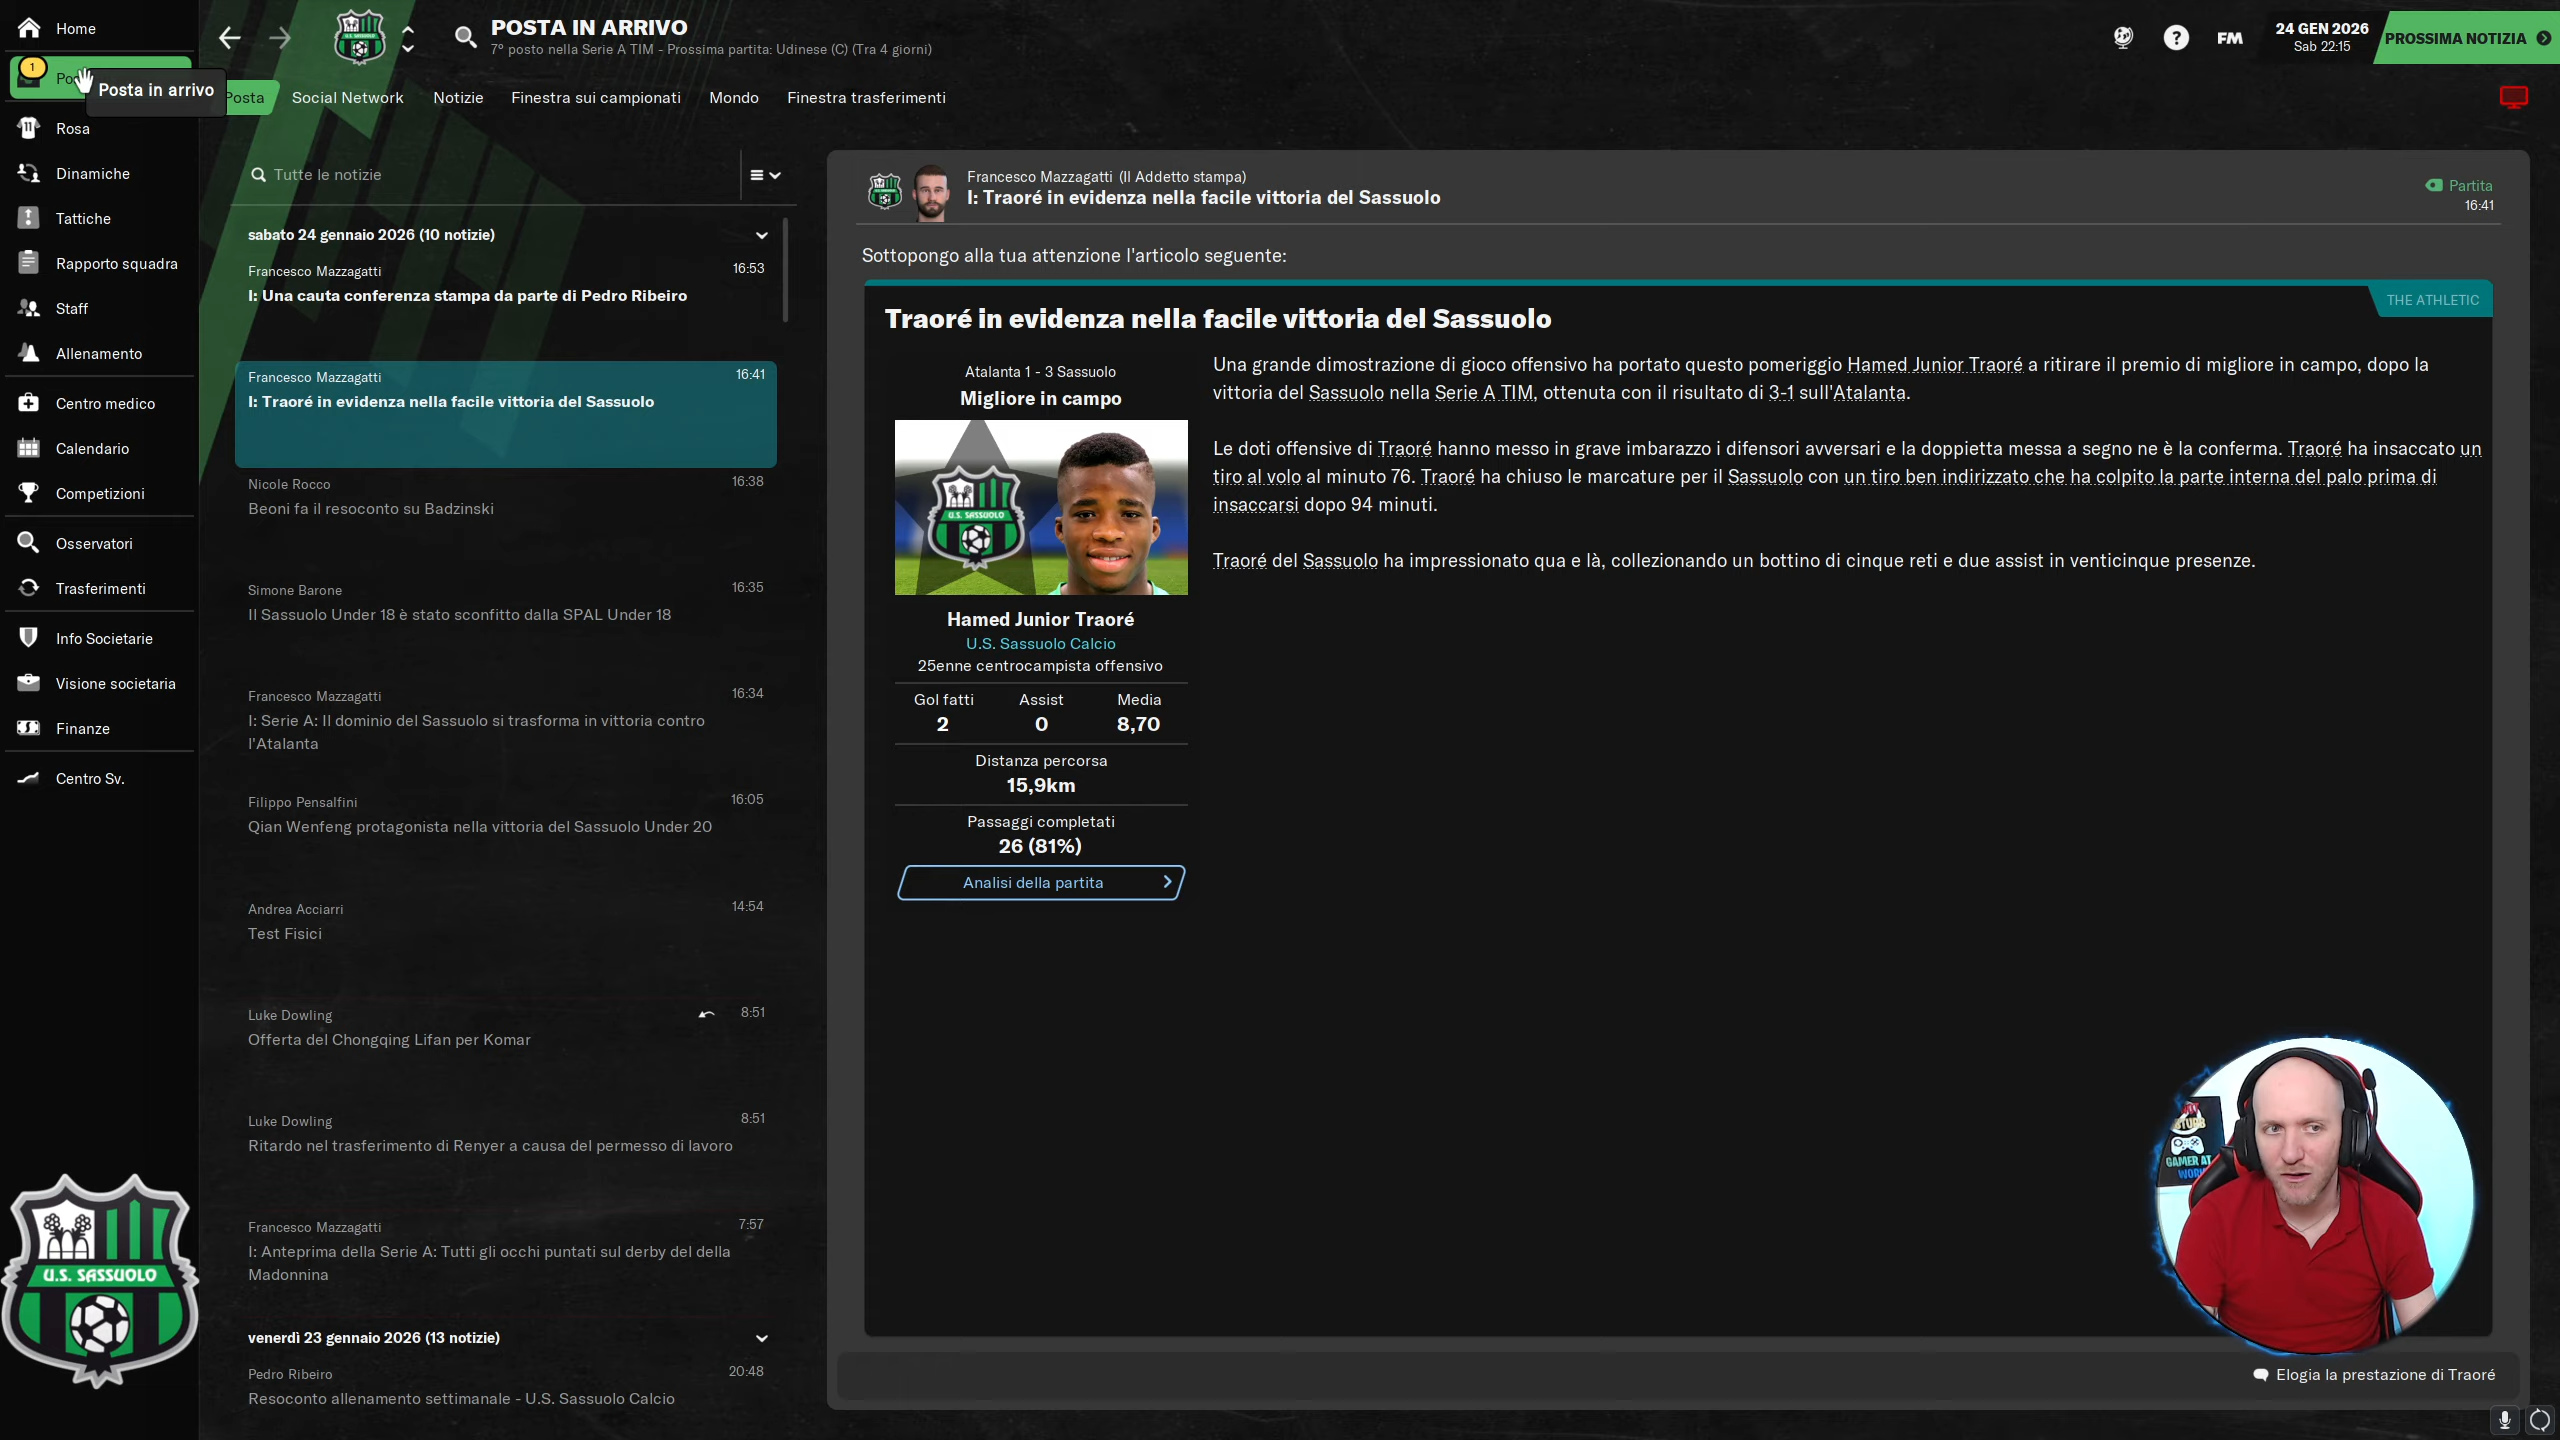 Home
POSTA IN ARRIVO
7° posto nella Serie A TIM - Prossima partita: Udinese (C) (Tra 4 giorni)
FM
24 GEN 2026
Sab 22:15
PROSSIMA NOTIZIA
1
Posta in arrivo
Posta
Social Network
Notizie
Finestra sui campionati
Mondo
Finestra trasferimenti
Rosa
Dinamiche
Tattiche
Rapporto squadra
Staff
Allenamento
Centro medico
Calendario
Competizioni
Osservatori
Trasferimenti
Info Societarie
Visione societaria
Finanze
Centro Sv.
U.S. SASSUOLO
Tutte le notizie
sabato 24 gennaio 2026 (10 notizie)
Francesco Mazzagatti 16:53
I: Una cauta conferenza stampa da parte di Pedro Ribeiro
Francesco Mazzagatti 16:41
I: Traoré in evidenza nella facile vittoria del Sassuolo
Nicole Rocco 16:38
Beoni fa il resoconto su Badzinski
Simone Barone 16:35
Il Sassuolo Under 18 è stato sconfitto dalla SPAL Under 18
Francesco Mazzagatti 16:34
I: Serie A: Il dominio del Sassuolo si trasforma in vittoria contro
l'Atalanta
Filippo Pensalfini 16:05
Qian Wenfeng protagonista nella vittoria del Sassuolo Under 20
Andrea Acciarri 14:54
Test Fisici
Luke Dowling 8:51
Offerta del Chongqing Lifan per Komar
Luke Dowling 8:51
Ritardo nel trasferimento di Renyer a causa del permesso di lavoro
Francesco Mazzagatti 7:57
I: Anteprima della Serie A: Tutti gli occhi puntati sul derby del della
Madonnina
venerdì 23 gennaio 2026 (13 notizie)
Pedro Ribeiro 20:48
Resoconto allenamento settimanale - U.S. Sassuolo Calcio
Francesco Mazzagatti (Il Addetto stampa)
I: Traoré in evidenza nella facile vittoria del Sassuolo
Partita
16:41
Sottopongo alla tua attenzione l'articolo seguente:
THE ATHLETIC
Traoré in evidenza nella facile vittoria del Sassuolo
Atalanta 1 - 3 Sassuolo
Migliore in campo
U.S. SASSUOLO
Hamed Junior Traoré
U.S. Sassuolo Calcio
25enne centrocampista offensivo
Gol fatti Assist Media
2 0 8,70
Distanza percorsa
15,9km
Passaggi completati
26 (81%)
Analisi della partita
Una grande dimostrazione di gioco offensivo ha portato questo pomeriggio Hamed Junior Traoré a ritirare il premio di migliore in campo, dopo la
vittoria del Sassuolo nella Serie A TIM, ottenuta con il risultato di 3-1 sull'Atalanta.
Le doti offensive di Traoré hanno messo in grave imbarazzo i difensori avversari e la doppietta messa a segno ne è la conferma. Traoré ha insaccato un
tiro al volo al minuto 76. Traoré ha chiuso le marcature per il Sassuolo con un tiro ben indirizzato che ha colpito la parte interna del palo prima di
insaccarsi dopo 94 minuti.
Traoré del Sassuolo ha impressionato qua e là, collezionando un bottino di cinque reti e due assist in venticinque presenze.
GAMER AT
WORK
Elogia la prestazione di Traoré